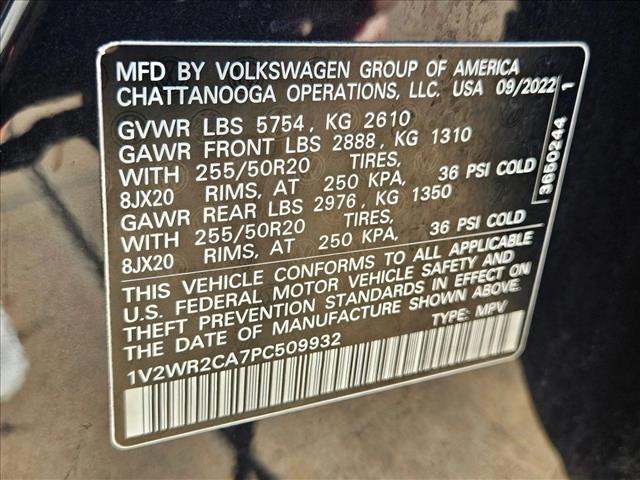 MFD BY VOLKSWAGEN GROUP OF AMERICA
CHATTANOOGA OPERATIONS, LLC. USA 09/2022
GVWR LBS 5754, KG 2610
GAWR FRONT LBS 2888, KG 1310
WITH 255/50R20 TIRES,
8JX20 RIMS, AT 250 KPA, 36 PSI COLD
GAWR REAR LBS 2976, KG 1350
WITH 255/50R20 TIRES,
8JX20 RIMS, AT 250 KPA, 36 PSI COLD
THIS VEHICLE CONFORMS TO ALL APPLICABLE
U.S. FEDERAL MOTOR VEHICLE SAFETY AND
THEFT PREVENTION STANDARDS IN EFFECT ON
THE DATE OF MANUFACTURE SHOWN ABOVE.
TYPE: MPV
1V2WR2CA7PC509932
3650244
1